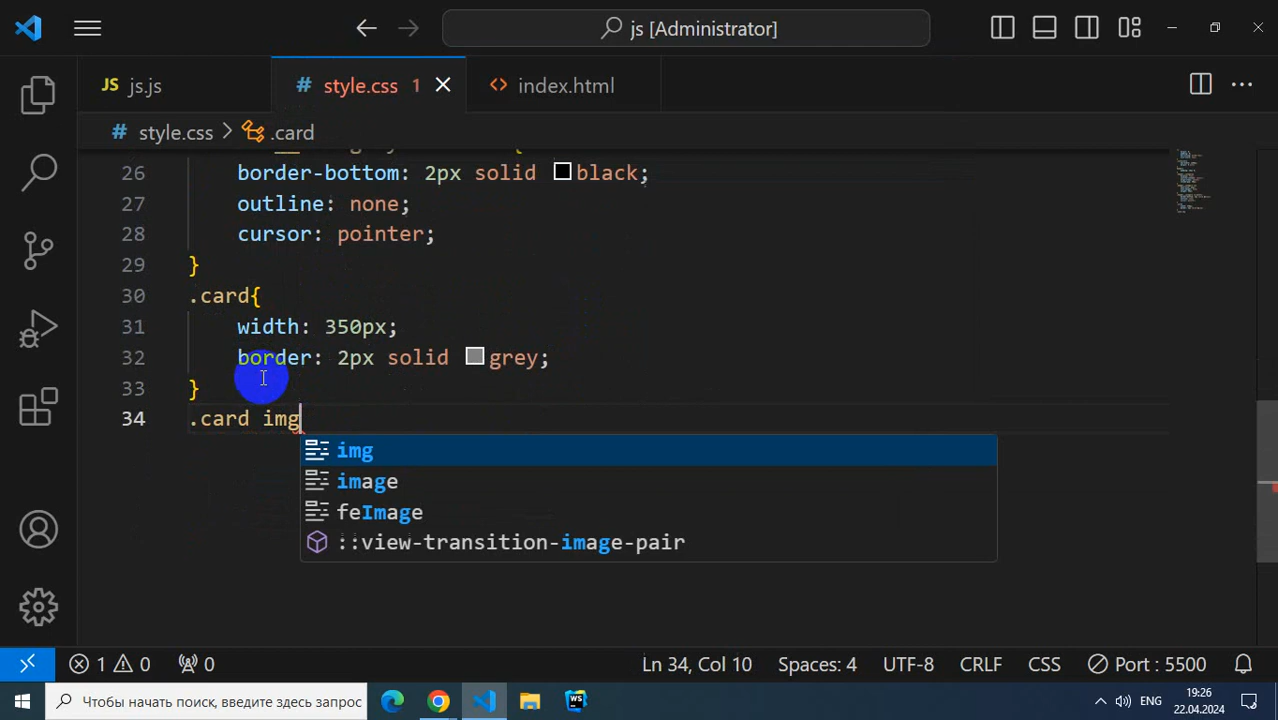 js [Administrator]
JS js.js
# style.css 1
<> index.html
# style.css > .card
26 border-bottom: 2px solid black;
27 outline: none;
28 cursor: pointer;
29 }
30 .card{
31 width: 350px;
32 border: 2px solid grey;
33 }
34 .card img
img
image
feImage
::view-transition-image-pair
1 0 0 Ln 34, Col 10 Spaces: 4 UTF-8 CRLF CSS Port : 5500
Чтобы начать поиск, введите здесь запрос
WS
ENG
19:26
22.04.2024